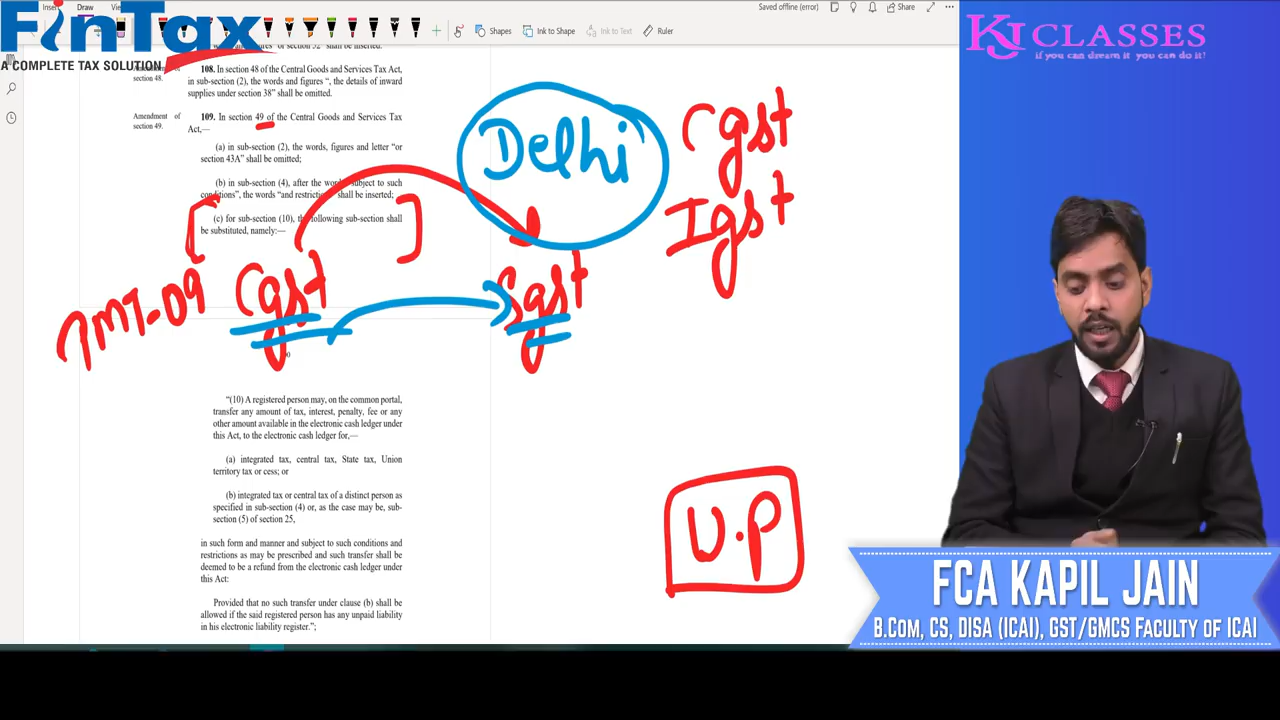 FinTax
A COMPLETE TAX SOLUTION
Draw
Shapes
Ink to Shape
Ink to Text
Ruler
Saved offline (error)
Share
KJ CLASSES
if you can dream it you can do it!
section 48.
108. In section 48 of the Central Goods and Services Tax Act,
in sub-section (2), the words and figures “, the details of inward
supplies under section 38” shall be omitted.
Amendment of
section 49.
109. In section 49 of the Central Goods and Services Tax
Act,—
(a) in sub-section (2), the words, figures and letter “or
section 43A” shall be omitted;
(b) in sub-section (4), after the words “subject to such
conditions”, the words “and restrictions” shall be inserted;
(c) for sub-section (10), the following sub-section shall
be substituted, namely:—
Delhi
Cgst
Igst
PMT-09
Cgst
Sgst
“(10) A registered person may, on the common portal,
transfer any amount of tax, interest, penalty, fee or any
other amount available in the electronic cash ledger under
this Act, to the electronic cash ledger for,—
(a) integrated tax, central tax, State tax, Union
territory tax or cess; or
(b) integrated tax or central tax of a distinct person as
specified in sub-section (4) or, as the case may be, sub-
section (5) of section 25,
in such form and manner and subject to such conditions and
restrictions as may be prescribed and such transfer shall be
deemed to be a refund from the electronic cash ledger under
this Act:
Provided that no such transfer under clause (b) shall be
allowed if the said registered person has any unpaid liability
in his electronic liability register.”;
U.P
FCA KAPIL JAIN
B.COM, CS, DISA (ICAI), GST/GMCS FACULTY OF ICAI